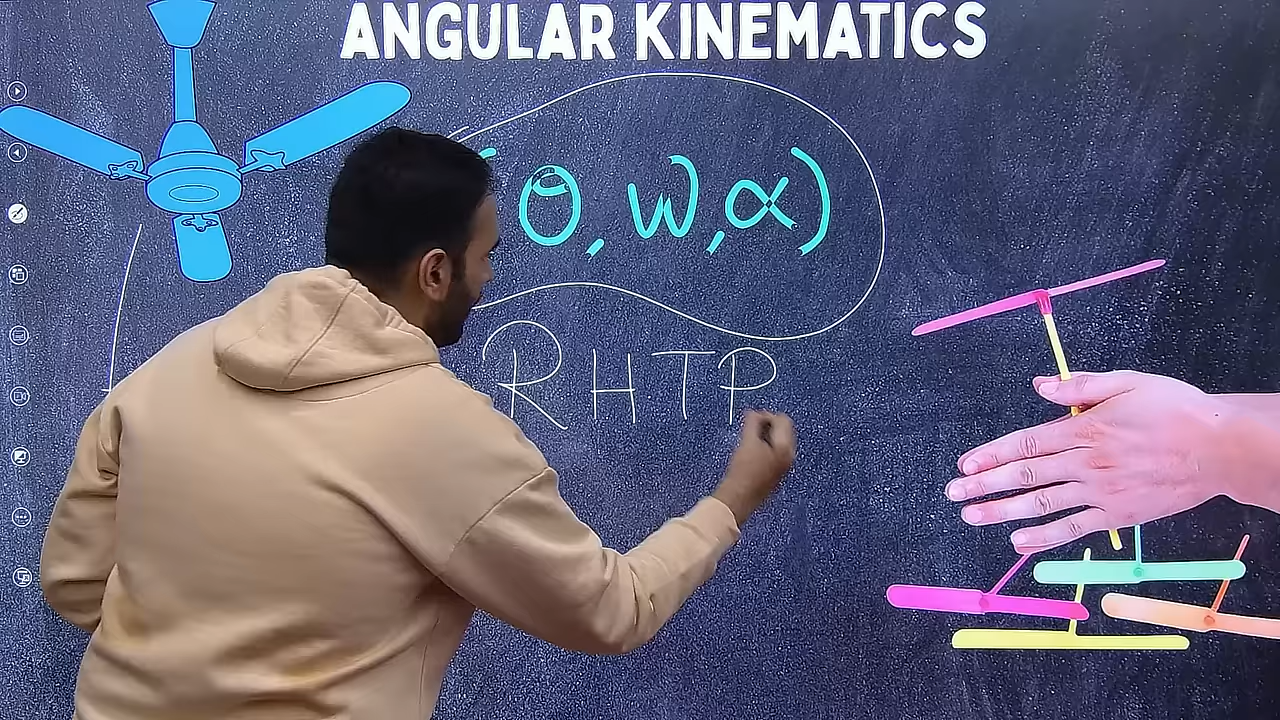 ANGULAR KINEMATICS
(θ, ω, α)
RHTP